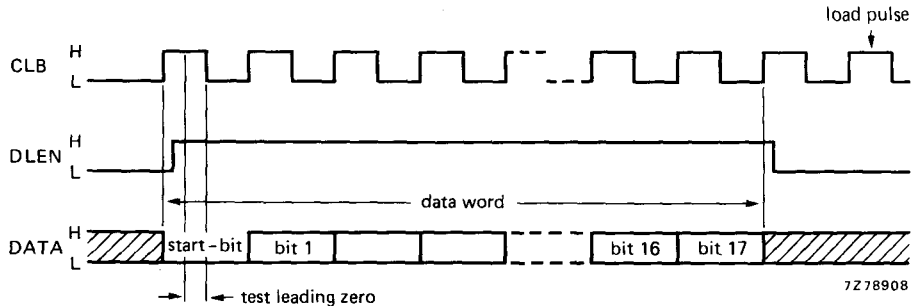 load pulse
CLB H
L
DLEN H
L
data word
DATA H
L
start-bit bit 1 bit 16 bit 17
7Z78908
test leading zero